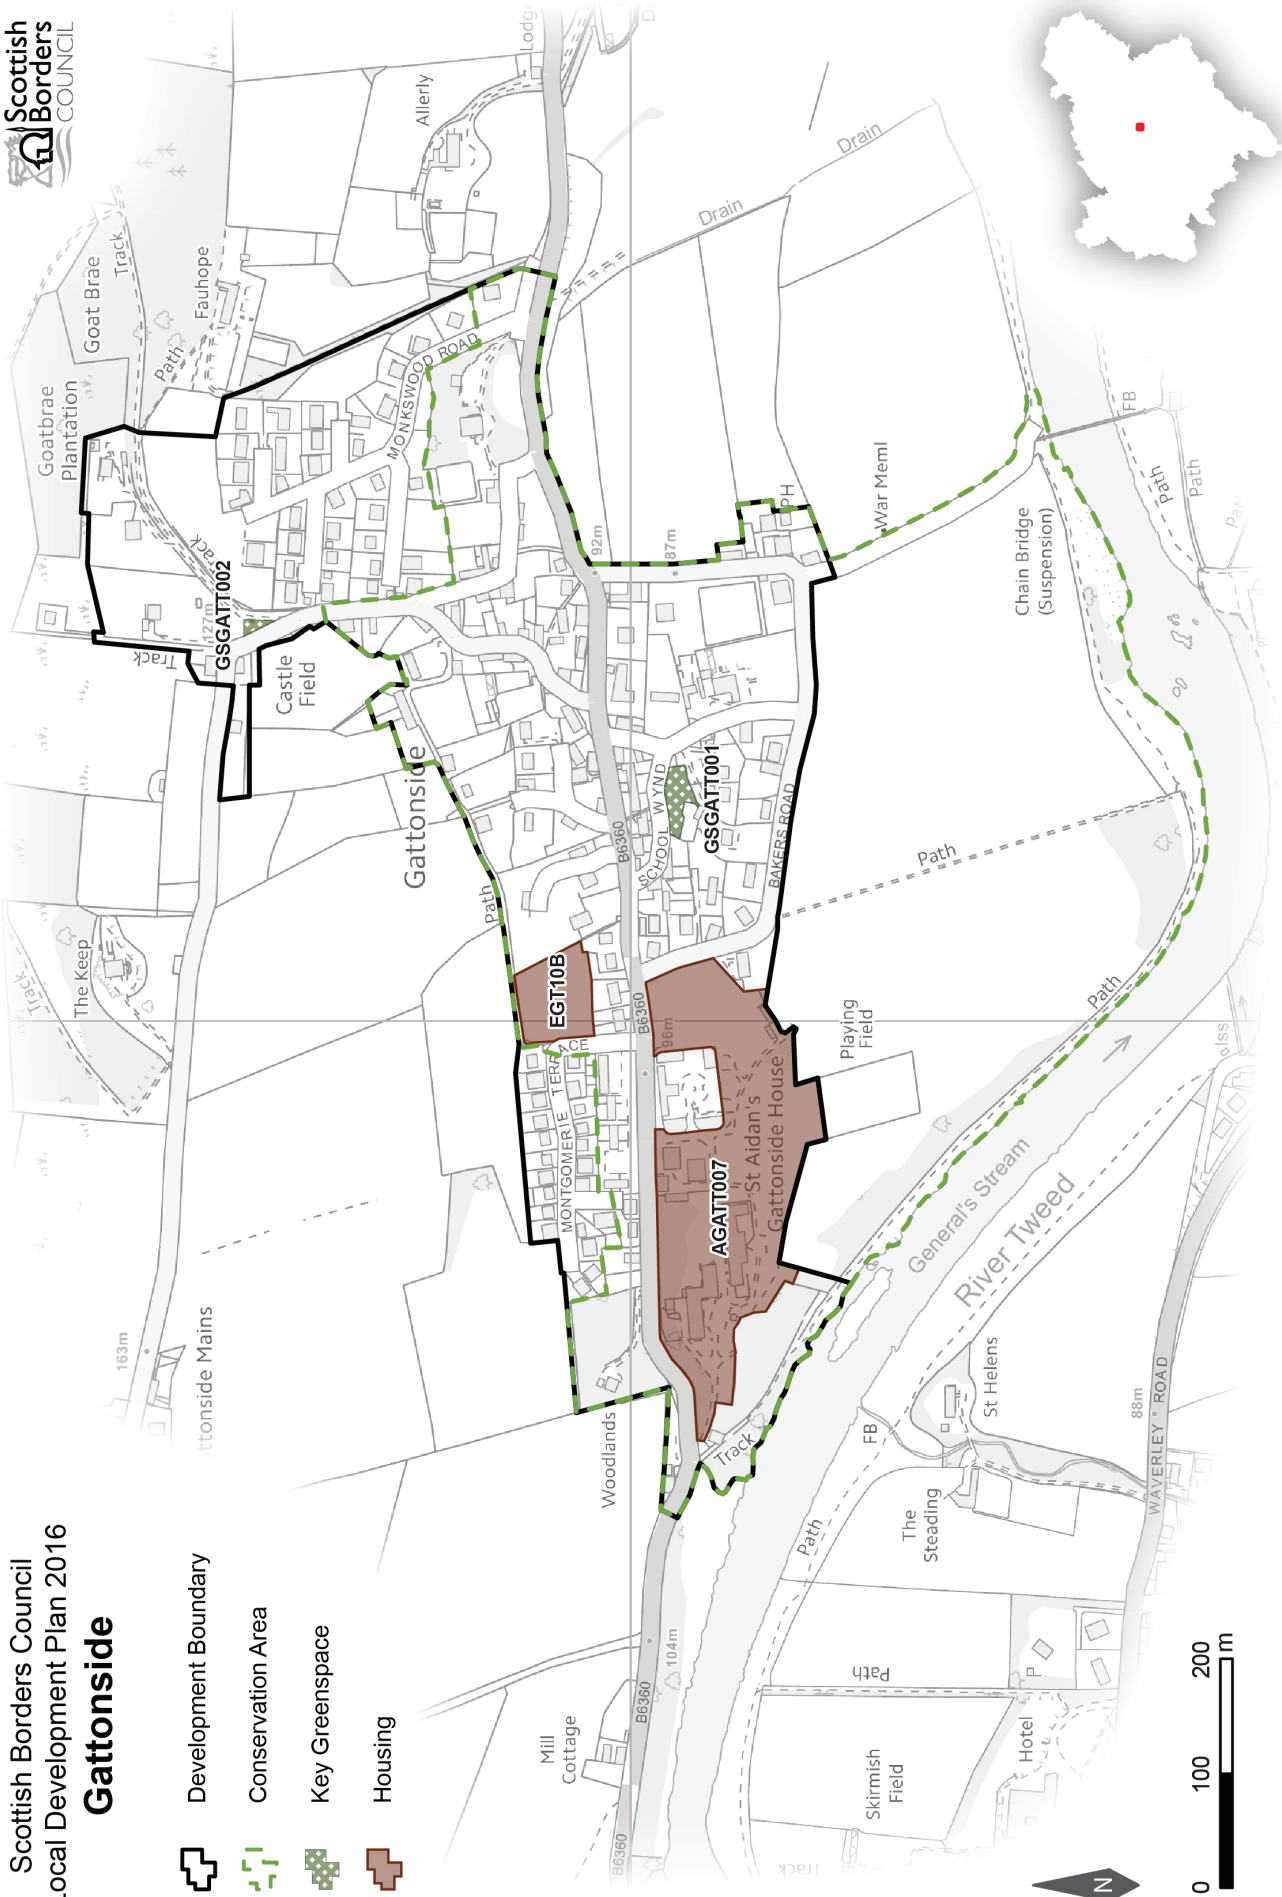 Scottish Borders Council
Local Development Plan 2016
Gattonside
Development Boundary
Conservation Area
Key Greenspace
Housing
Scottish
Borders
COUNCIL
Goatbrae
Plantation
Goat Brae
Track
Path
Fauhope
Allerly
Lodge
Track
127m
GSGATT002
Track
Castle
Field
MONKSWOOD ROAD
Gattonside
The Keep
Track
Path
163m
Woodlands
MONTGOMERIE TERRACE
EGT10B
B6360
B6360
96m
SCHOOL WYND
GSGATT001
BAKERS ROAD
92m
87m
PH
War Meml
Drain
Drain
Chain Bridge
(Suspension)
FB
Path
Path
AGATT007
St Aidan's
Gattonside House
Playing
Field
Path
Path
General's Stream
River Tweed
Track
Mill
Cottage
B6360
B6360
104m
Path
FB
St Helens
The
Steading
Path
Skirmish
Field
Track
Hotel
P
88m
WAVERLEY ROAD
N
0
100
200
m